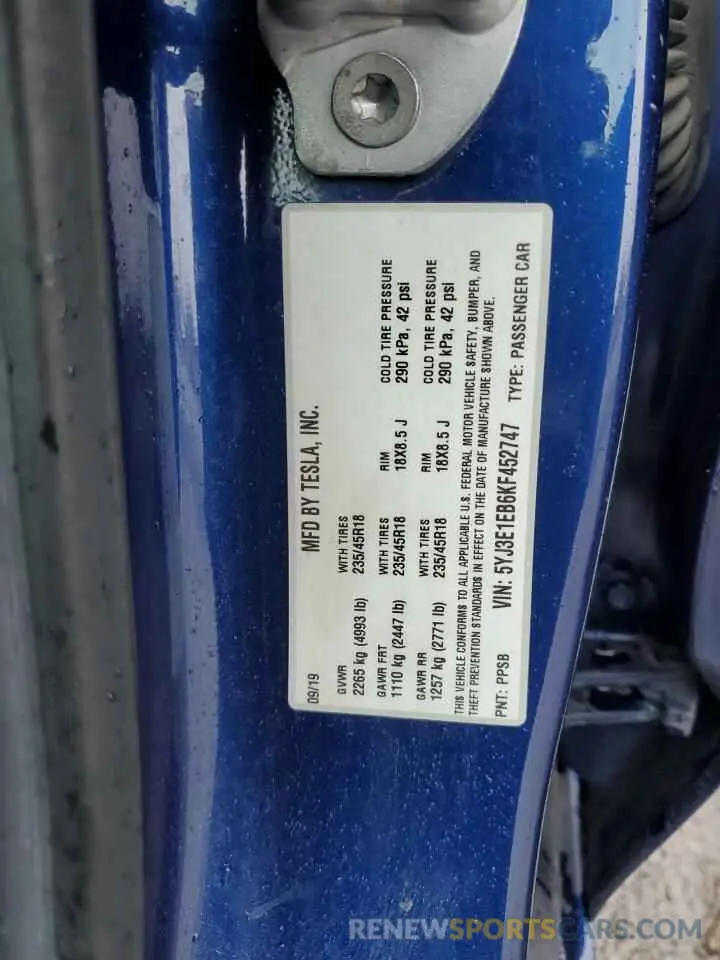 09/19 MFD BY TESLA, INC.
GVWR WITH TIRES
2265 kg (4993 lb) 235/45R18
GAWR FRT WITH TIRES RIM COLD TIRE PRESSURE
1110 kg (2447 lb) 235/45R18 18X8.5 J 290 kPa, 42 psi
GAWR RR WITH TIRES RIM COLD TIRE PRESSURE
1257 kg (2771 lb) 235/45R18 18X8.5 J 290 kPa, 42 psi
THIS VEHICLE CONFORMS TO ALL APPLICABLE U.S. FEDERAL MOTOR VEHICLE SAFETY, BUMPER, AND
THEFT PREVENTION STANDARDS IN EFFECT ON THE DATE OF MANUFACTURE SHOWN ABOVE.
PNT: PPSB VIN: 5YJ3E1EB6KF452747 TYPE: PASSENGER CAR
RENEWSPORTSCARS.COM